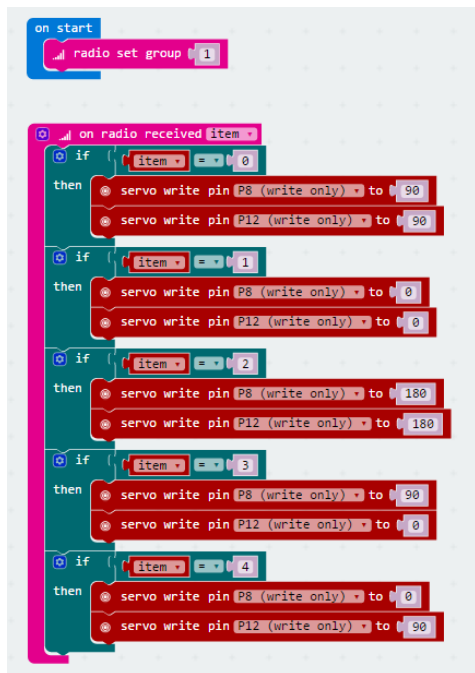 on start
radio set group 1
on radio received item
if item = 0
then servo write pin P8 (write only) to 90
servo write pin P12 (write only) to 90
if item = 1
then servo write pin P8 (write only) to 0
servo write pin P12 (write only) to 0
if item = 2
then servo write pin P8 (write only) to 180
servo write pin P12 (write only) to 180
if item = 3
then servo write pin P8 (write only) to 90
servo write pin P12 (write only) to 0
if item = 4
then servo write pin P8 (write only) to 0
servo write pin P12 (write only) to 90